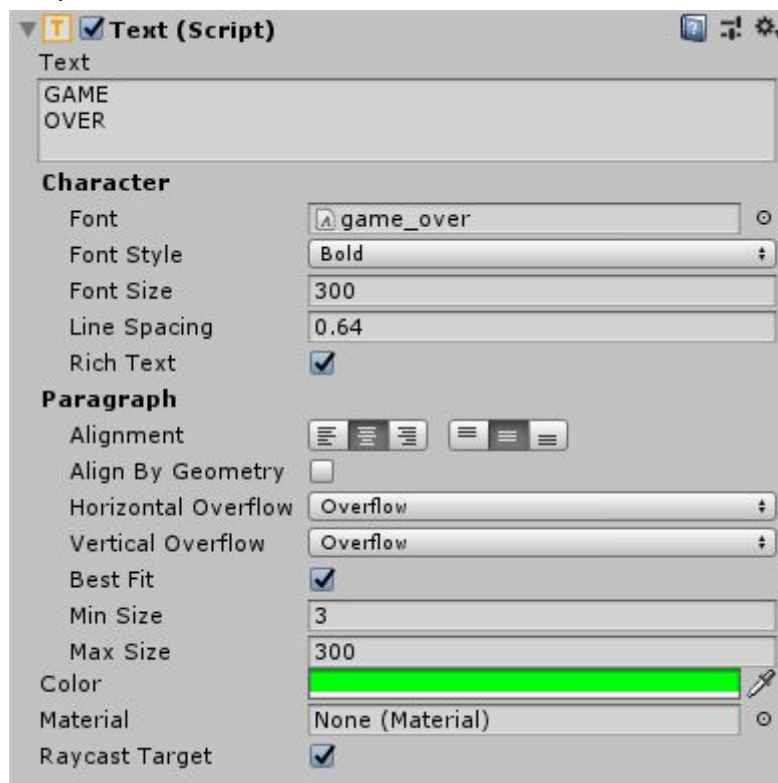 T Text (Script)
Text
GAME
OVER
Character
Font game_over
Font Style Bold
Font Size 300
Line Spacing 0.64
Rich Text
Paragraph
Alignment
Align By Geometry
Horizontal Overflow Overflow
Vertical Overflow Overflow
Best Fit
Min Size 3
Max Size 300
Color
Material None (Material)
Raycast Target